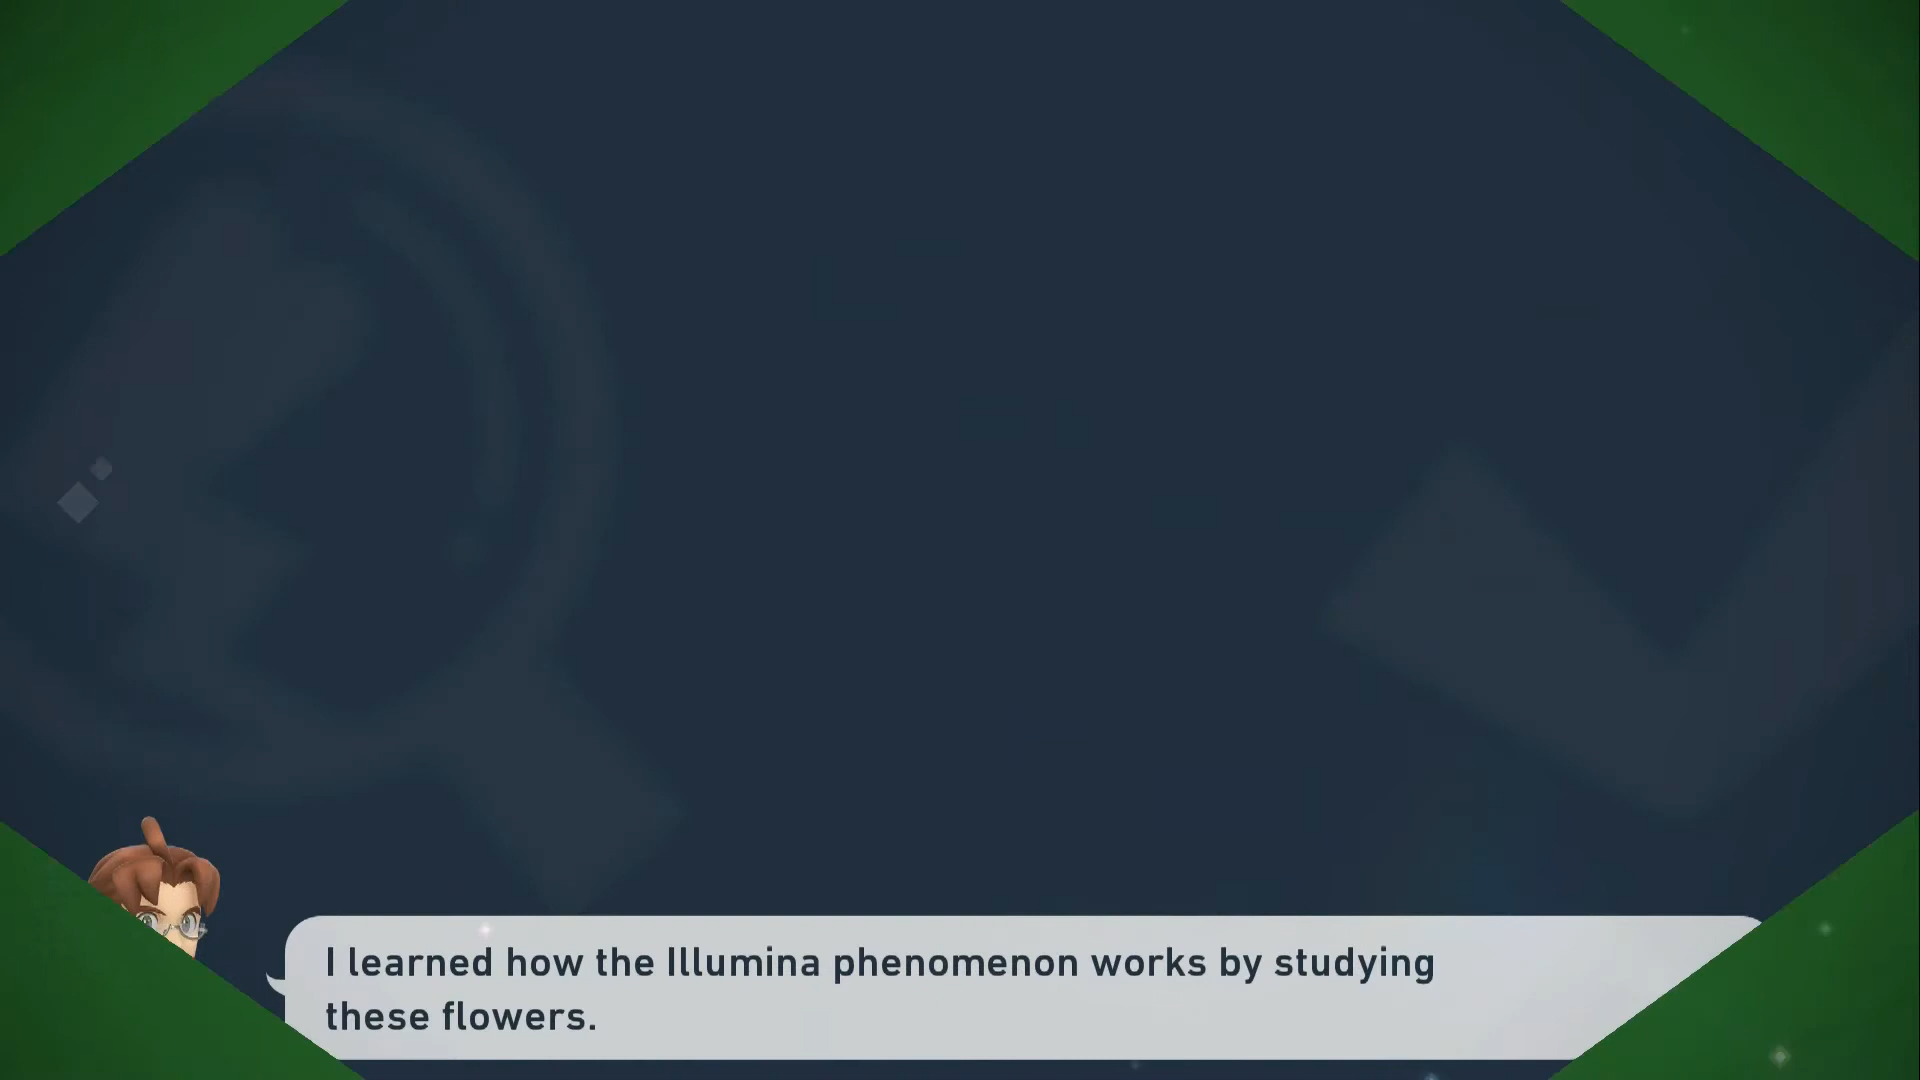 I learned how the Illumina phenomenon works by studying
these flowers.